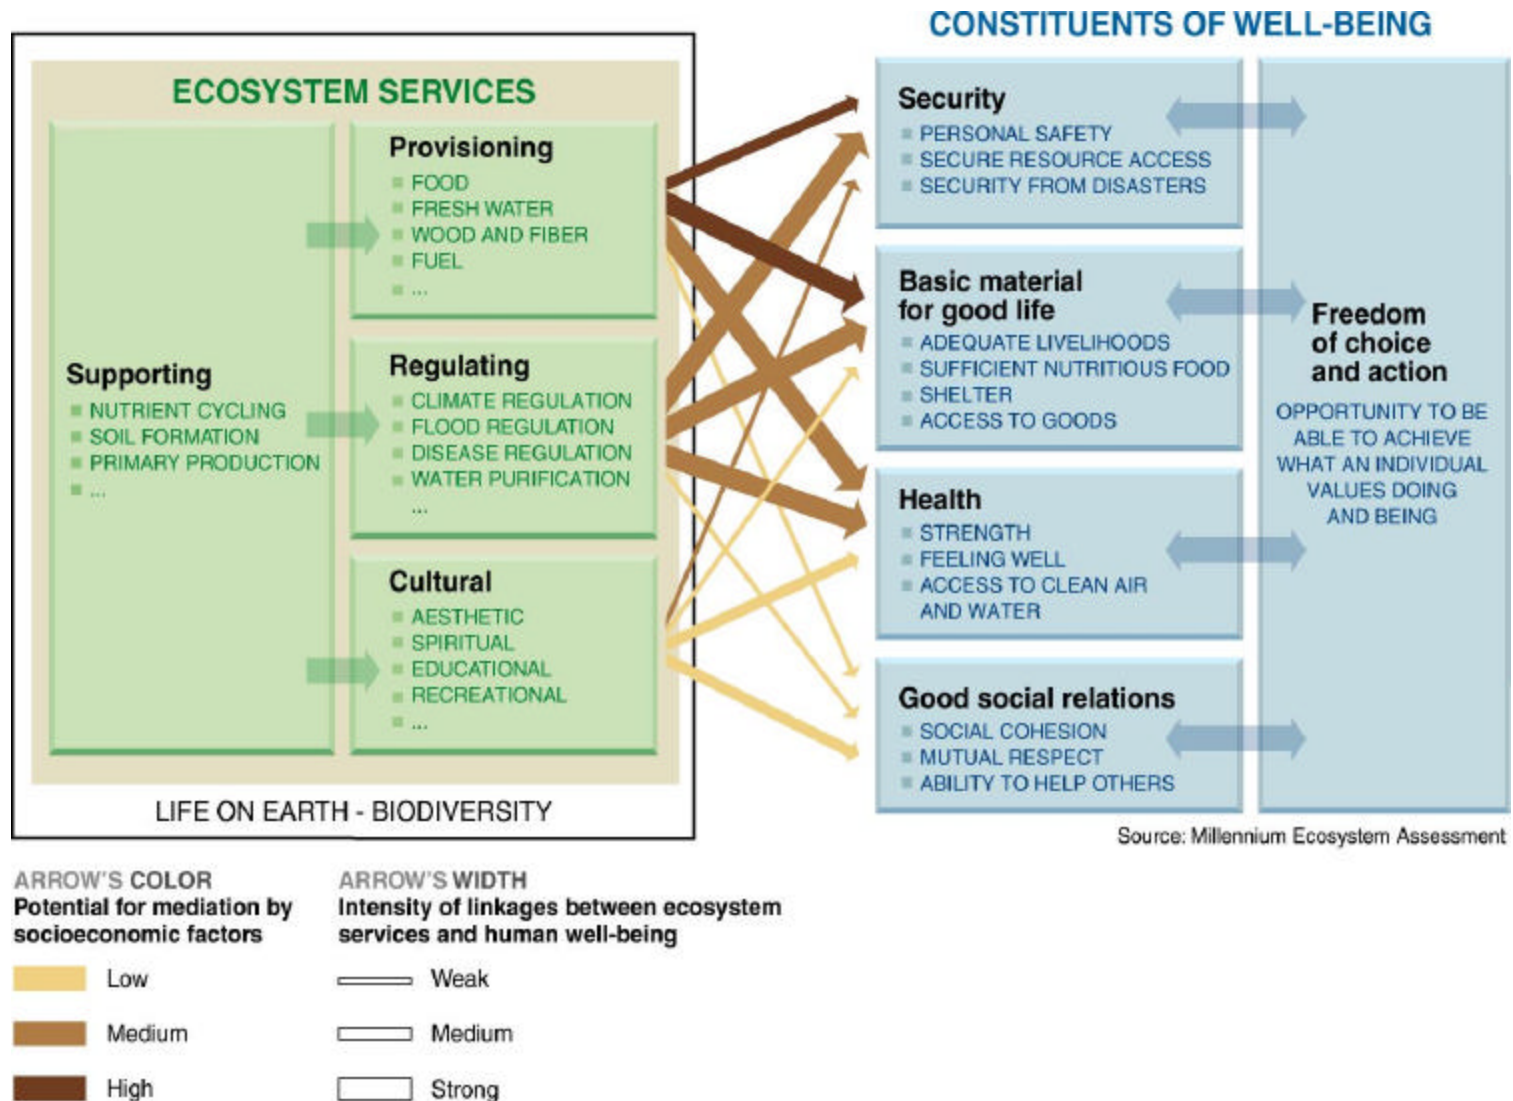 CONSTITUENTS OF WELL-BEING
ECOSYSTEM SERVICES
Supporting
NUTRIENT CYCLING
SOIL FORMATION
PRIMARY PRODUCTION
...
Provisioning
FOOD
FRESH WATER
WOOD AND FIBER
FUEL
...
Regulating
CLIMATE REGULATION
FLOOD REGULATION
DISEASE REGULATION
WATER PURIFICATION
...
Cultural
AESTHETIC
SPIRITUAL
EDUCATIONAL
RECREATIONAL
...
LIFE ON EARTH - BIODIVERSITY
Security
PERSONAL SAFETY
SECURE RESOURCE ACCESS
SECURITY FROM DISASTERS
Basic material
for good life
ADEQUATE LIVELIHOODS
SUFFICIENT NUTRITIOUS FOOD
SHELTER
ACCESS TO GOODS
Health
STRENGTH
FEELING WELL
ACCESS TO CLEAN AIR
AND WATER
Good social relations
SOCIAL COHESION
MUTUAL RESPECT
ABILITY TO HELP OTHERS
Freedom
of choice
and action
OPPORTUNITY TO BE
ABLE TO ACHIEVE
WHAT AN INDIVIDUAL
VALUES DOING
AND BEING
Source: Millennium Ecosystem Assessment
ARROW'S COLOR
Potential for mediation by
socioeconomic factors
Low
Medium
High
ARROW'S WIDTH
Intensity of linkages between ecosystem
services and human well-being
Weak
Medium
Strong